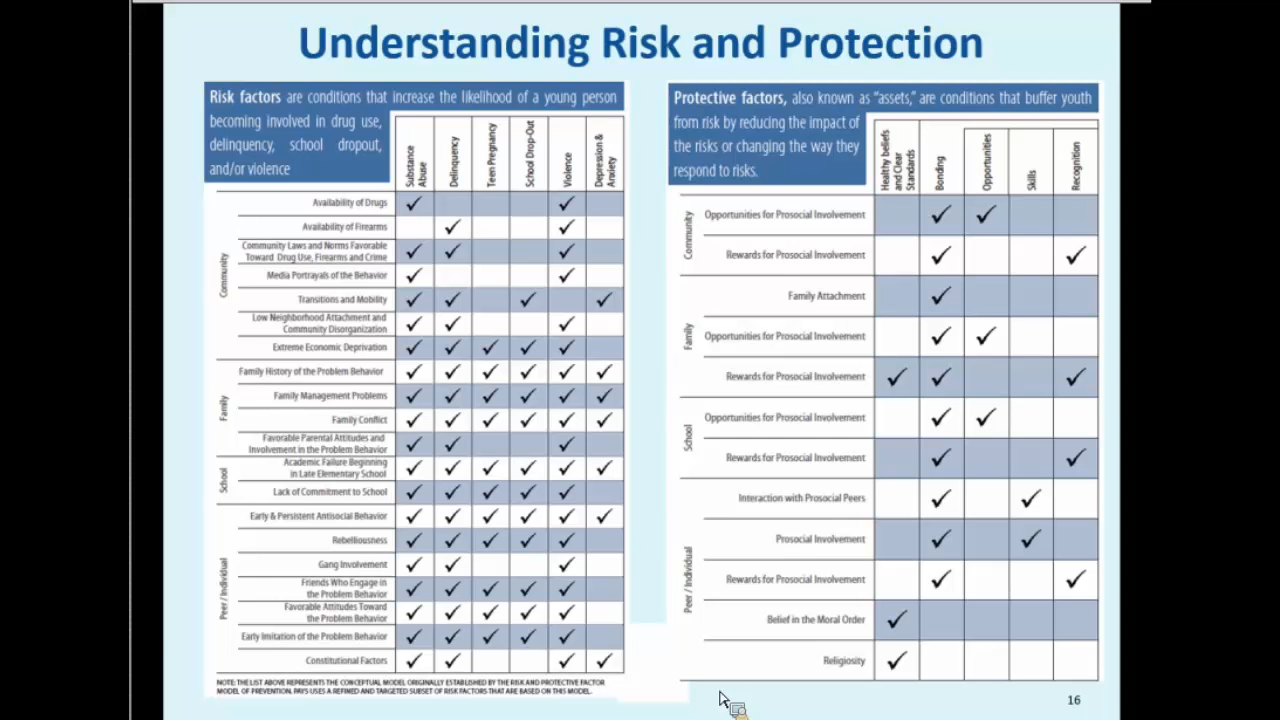 Understanding Risk and Protection
Risk factors are conditions that increase the likelihood of a young person
becoming involved in drug use,
delinquency, school dropout,
and/or violence
Substance
Abuse
Delinquency
Teen Pregnancy
School Drop-Out
Violence
Depression &
Anxiety
Community
Availability of Drugs ✓ ✓
Availability of Firearms ✓ ✓
Community Laws and Norms Favorable
Toward Drug Use, Firearms and Crime ✓ ✓ ✓
Media Portrayals of the Behavior ✓ ✓
Transitions and Mobility ✓ ✓ ✓ ✓
Low Neighborhood Attachment and
Community Disorganization ✓ ✓ ✓
Extreme Economic Deprivation ✓ ✓ ✓ ✓ ✓
Family
Family History of the Problem Behavior ✓ ✓ ✓ ✓ ✓ ✓
Family Management Problems ✓ ✓ ✓ ✓ ✓ ✓
Family Conflict ✓ ✓ ✓ ✓ ✓ ✓
Favorable Parental Attitudes and
Involvement in the Problem Behavior ✓ ✓ ✓
School
Academic Failure Beginning
in Late Elementary School ✓ ✓ ✓ ✓ ✓ ✓
Lack of Commitment to School ✓ ✓ ✓ ✓ ✓
Peer / Individual
Early & Persistent Antisocial Behavior ✓ ✓ ✓ ✓ ✓ ✓
Rebelliousness ✓ ✓ ✓ ✓ ✓
Gang Involvement ✓ ✓ ✓
Friends Who Engage in
the Problem Behavior ✓ ✓ ✓ ✓ ✓
Favorable Attitudes Toward
the Problem Behavior ✓ ✓ ✓ ✓ ✓
Early Imitation of the Problem Behavior ✓ ✓ ✓ ✓ ✓
Constitutional Factors ✓ ✓ ✓ ✓
NOTE: THE LIST ABOVE REPRESENTS THE CONCEPTUAL MODEL ORIGINALLY ESTABLISHED BY THE RISK AND PROTECTIVE FACTOR
MODEL OF PREVENTION. PAYS USES A REFINED AND TARGETED SUBSET OF RISK FACTORS THAT ARE BASED ON THIS MODEL.
Protective factors, also known as “assets,” are conditions that buffer youth
from risk by reducing the impact of
the risks or changing the way they
respond to risks.
Healthy beliefs
and Clear
Standards
Bonding
Opportunities
Skills
Recognition
Community
Opportunities for Prosocial Involvement ✓ ✓
Rewards for Prosocial Involvement ✓ ✓
Family
Family Attachment ✓
Opportunities for Prosocial Involvement ✓ ✓
Rewards for Prosocial Involvement ✓ ✓ ✓
School
Opportunities for Prosocial Involvement ✓ ✓
Rewards for Prosocial Involvement ✓ ✓
Peer / Individual
Interaction with Prosocial Peers ✓ ✓
Prosocial Involvement ✓ ✓
Rewards for Prosocial Involvement ✓ ✓
Belief in the Moral Order ✓
Religiosity ✓
16